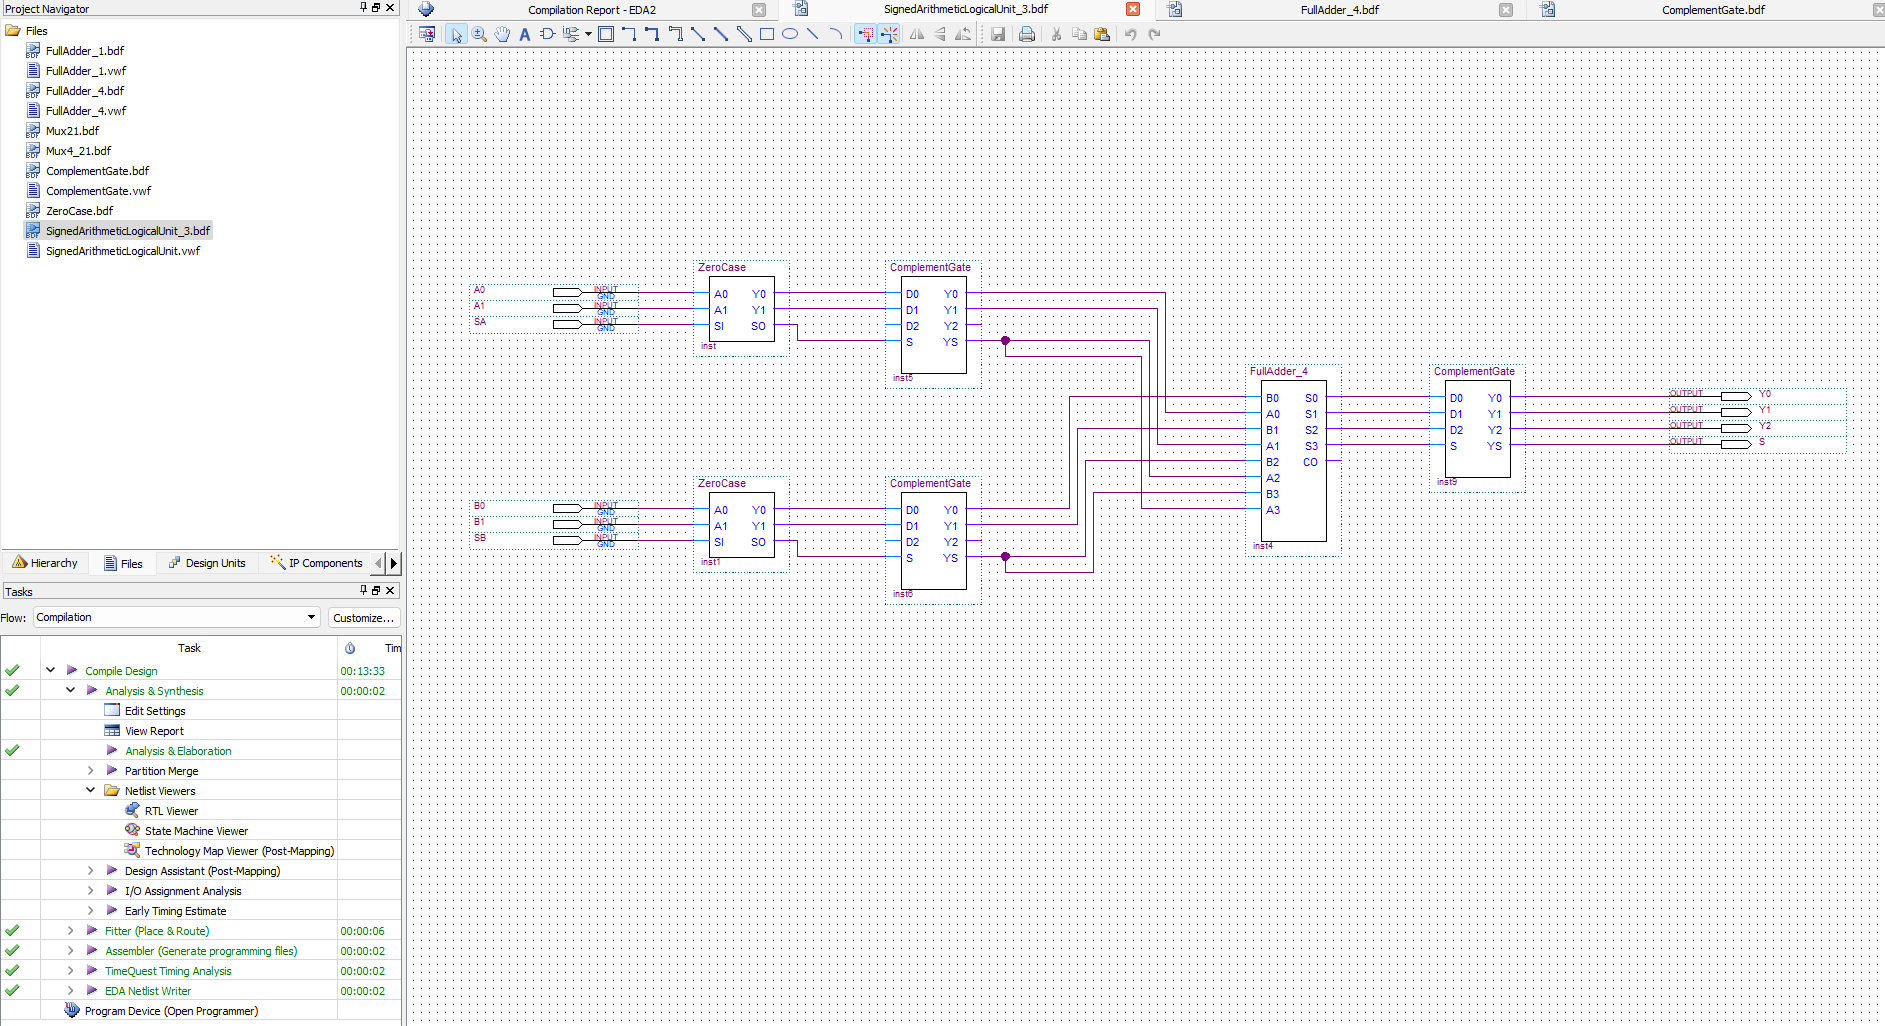 Project Navigator
Files
FullAdder_1.bdf
FullAdder_1.vwf
FullAdder_4.bdf
FullAdder_4.vwf
Mux21.bdf
Mux4_21.bdf
ComplementGate.bdf
ComplementGate.vwf
ZeroCase.bdf
SignedArithmeticLogicalUnit_3.bdf
SignedArithmeticLogicalUnit.vwf
Hierarchy Files Design Units IP Components
Tasks
Flow: Compilation Customize...
Task Tim
Compile Design 00:13:33
Analysis & Synthesis 00:00:02
Edit Settings
View Report
Analysis & Elaboration
Partition Merge
Netlist Viewers
RTL Viewer
State Machine Viewer
Technology Map Viewer (Post-Mapping)
Design Assistant (Post-Mapping)
I/O Assignment Analysis
Early Timing Estimate
Fitter (Place & Route) 00:00:06
Assembler (Generate programming files) 00:00:02
TimeQuest Timing Analysis 00:00:02
EDA Netlist Writer 00:00:02
Program Device (Open Programmer)
Compilation Report - EDA2 SignedArithmeticLogicalUnit_3.bdf FullAdder_4.bdf ComplementGate.bdf
A0 INPUT GND
A1 INPUT GND
SA INPUT GND
ZeroCase
A0 Y0
A1 Y1
SI SO
inst
ComplementGate
D0 Y0
D1 Y1
D2 Y2
S YS
inst5
B0 INPUT GND
B1 INPUT GND
SB INPUT GND
ZeroCase
A0 Y0
A1 Y1
SI SO
inst1
ComplementGate
D0 Y0
D1 Y1
D2 Y2
S YS
inst6
FullAdder_4
B0 S0
A0 S1
B1 S2
A1 S3
B2 CO
A2
B3
A3
inst4
ComplementGate
D0 Y0
D1 Y1
D2 Y2
S YS
inst9
OUTPUT Y0
OUTPUT Y1
OUTPUT Y2
OUTPUT S